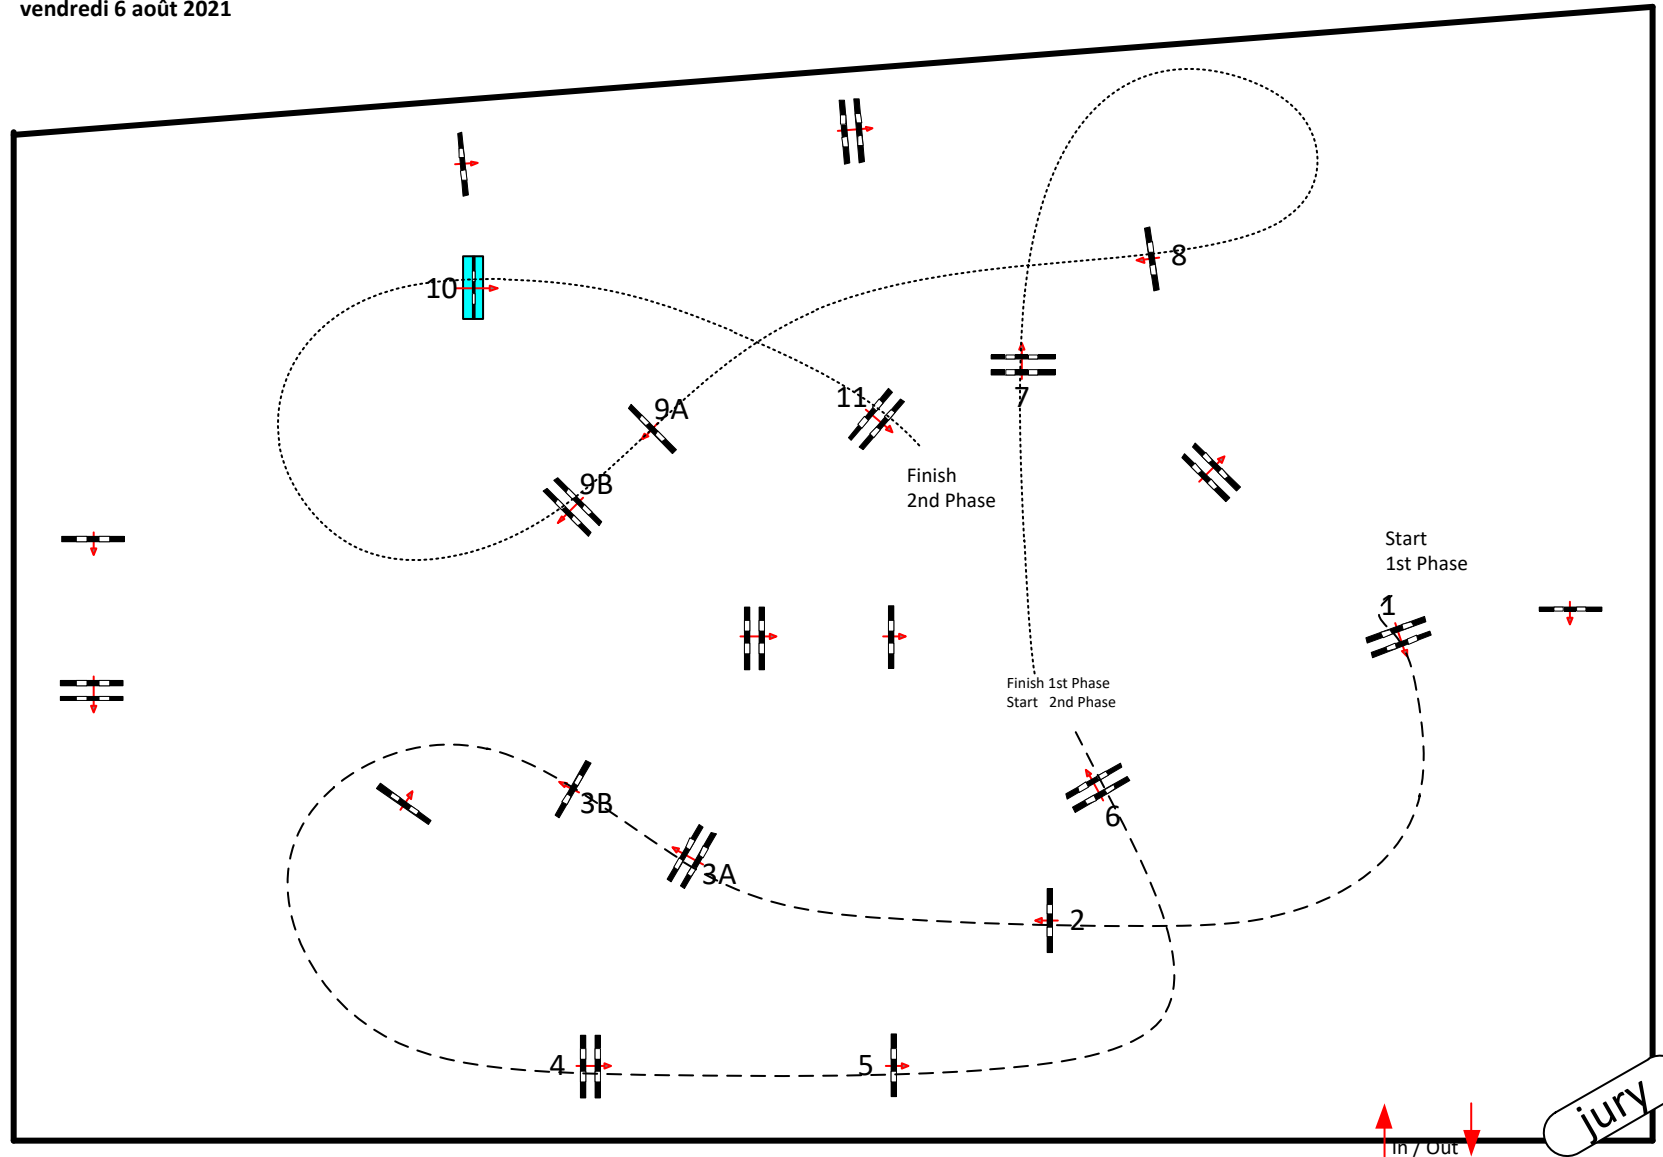 vendredi 6 août 2021
8
10
7
11
9A
9B
Finish
2nd Phase
Start
1st Phase
1
Finish 1st Phase
Start 2nd Phase
3B
6
3A
2
4
5
jury
In / Out